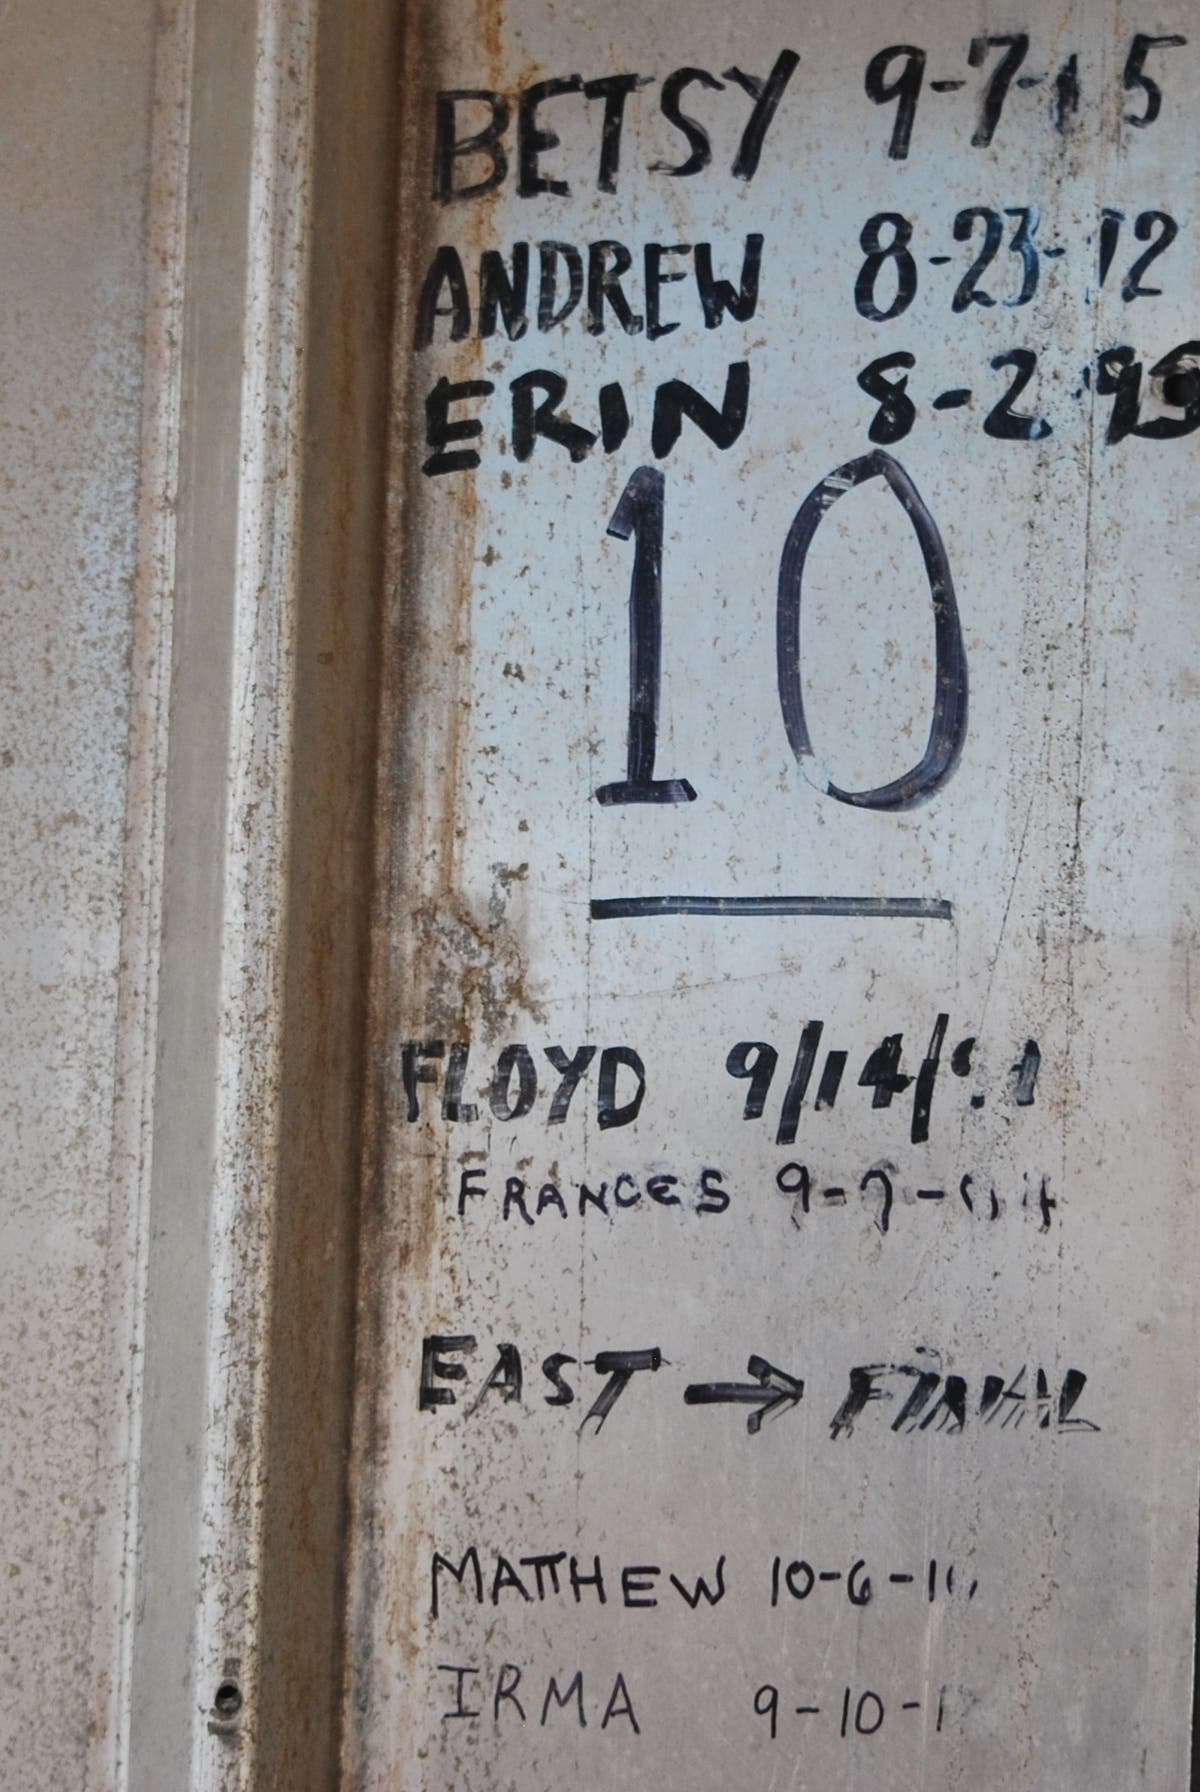 BETSY 9-7-65
ANDREW 8-23-92
ERIN 8-2-95
10
FLOYD 9/14/99
FRANCES 9-7-04
EAST → FINAL
MATTHEW 10-6-16
IRMA 9-10-17